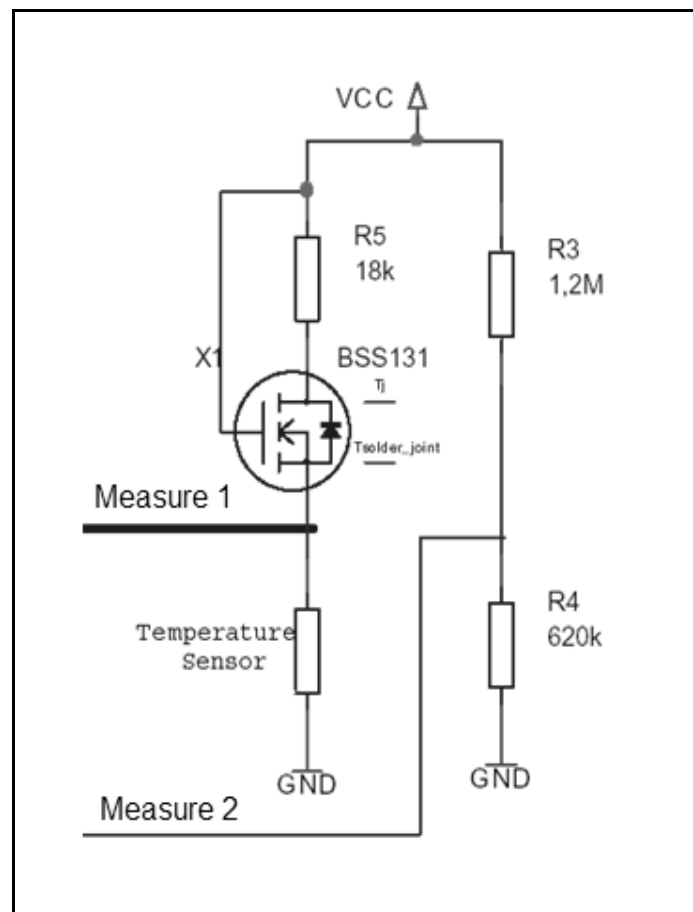 VCC
R5
18k
R3
1,2M
X1
BSS131
Tj
Tsolder_joint
Measure 1
Temperature
Sensor
R4
620k
GND
GND
Measure 2